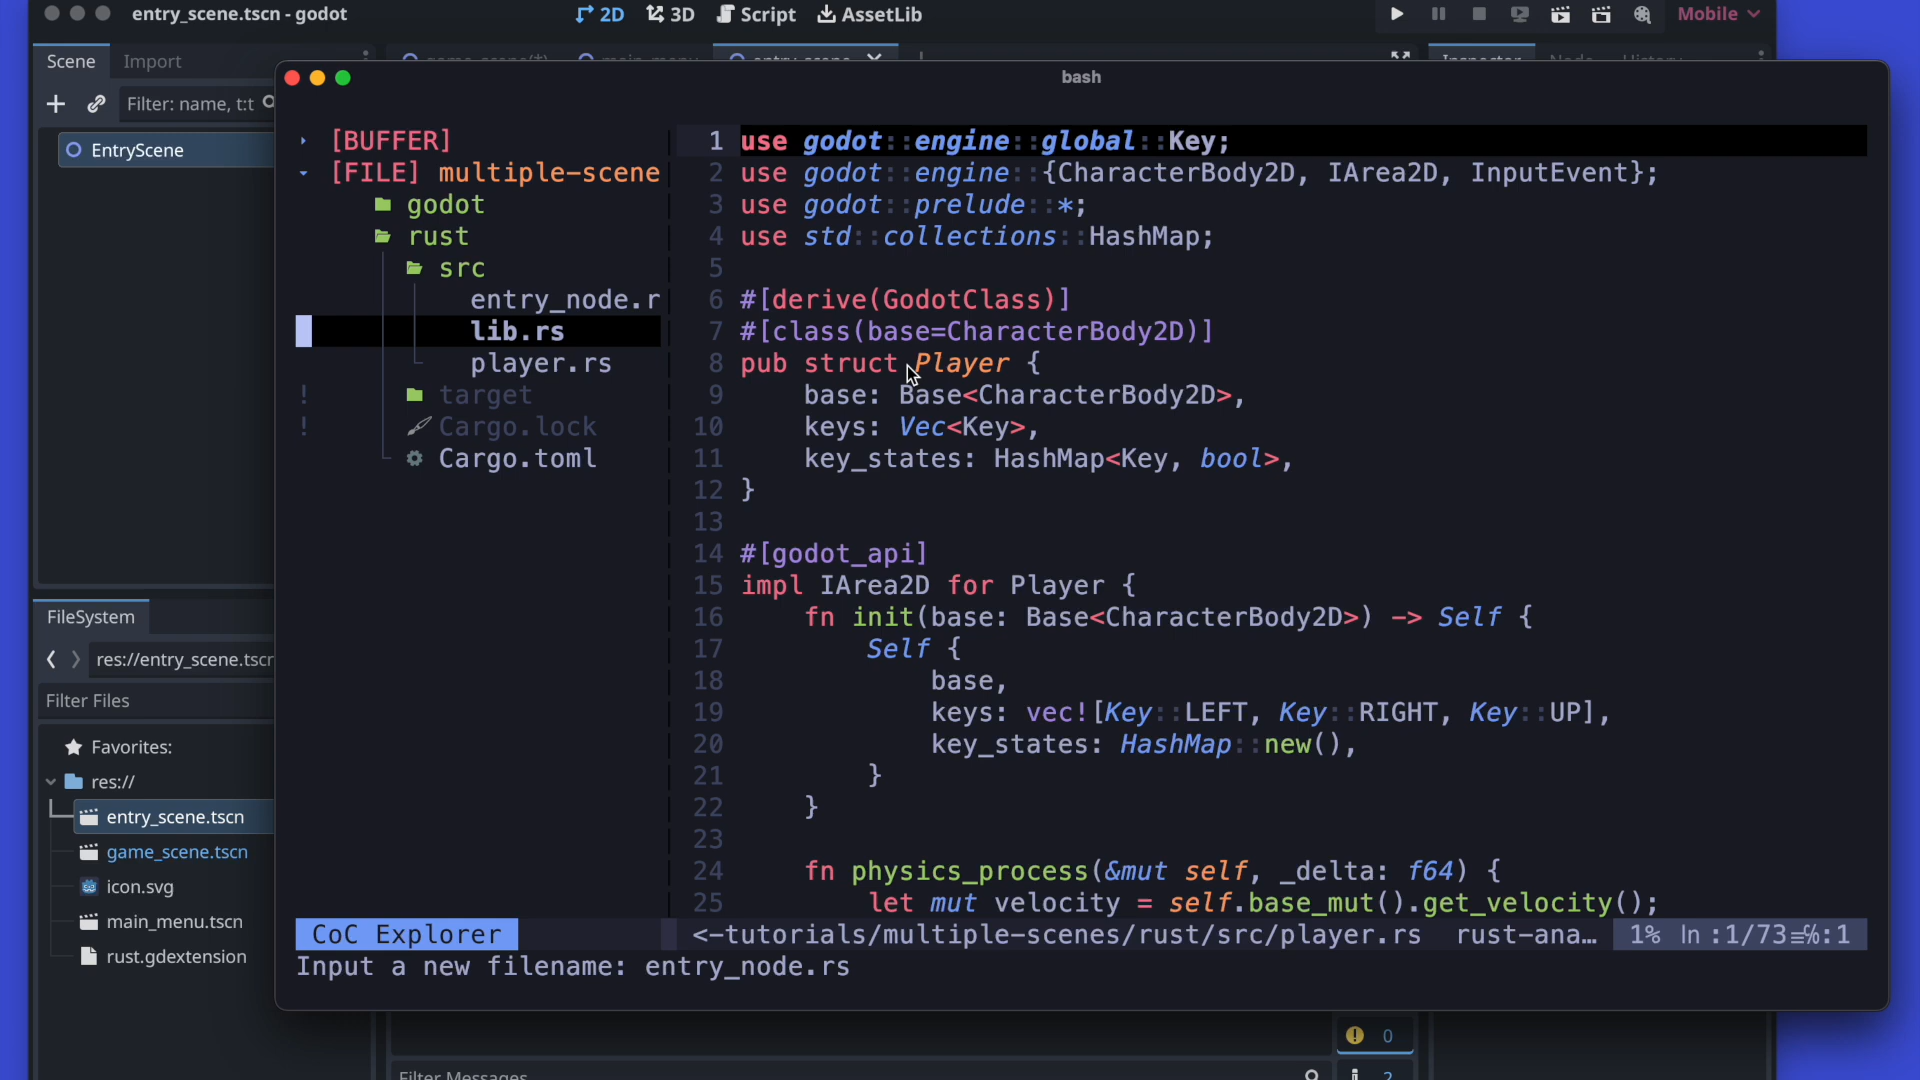 entry_scene.tscn - godot
2D 3D Script AssetLib
Mobile
Scene Import
game_scene(*) main_menu entry_scene
Inspector Node History
Filter: name, t:t
EntryScene
FileSystem
res://entry_scene.tscr
Filter Files
Favorites:
res://
entry_scene.tscn
game_scene.tscn
icon.svg
main_menu.tscn
rust.gdextension
bash
[BUFFER]
[FILE] multiple-scene
godot
rust
src
entry_node.r
lib.rs
player.rs
! target
! Cargo.lock
Cargo.toml
1 use godot::engine::global::Key;
2 use godot::engine::{CharacterBody2D, IArea2D, InputEvent};
3 use godot::prelude::*;
4 use std::collections::HashMap;
5
6 #[derive(GodotClass)]
7 #[class(base=CharacterBody2D)]
8 pub struct Player {
9 base: Base<CharacterBody2D>,
10 keys: Vec<Key>,
11 key_states: HashMap<Key, bool>,
12 }
13
14 #[godot_api]
15 impl IArea2D for Player {
16 fn init(base: Base<CharacterBody2D>) -> Self {
17 Self {
18 base,
19 keys: vec![Key::LEFT, Key::RIGHT, Key::UP],
20 key_states: HashMap::new(),
21 }
22 }
23
24 fn physics_process(&mut self, _delta: f64) {
25 let mut velocity = self.base_mut().get_velocity();
CoC Explorer
<-tutorials/multiple-scenes/rust/src/player.rs rust-ana… 1% ln :1/73≡℅:1
Input a new filename: entry_node.rs
0
Filter Messages
2